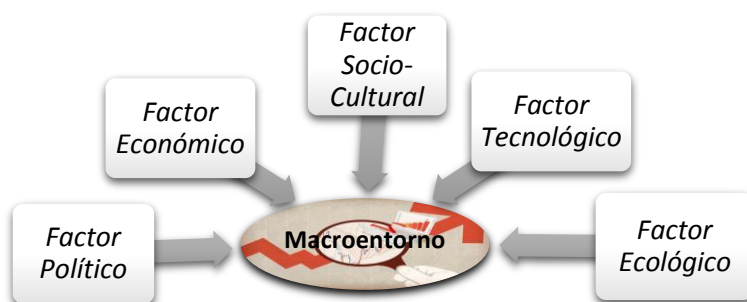 Factor
Socio-
Cultural
Factor
Económico
Factor
Tecnológico
Factor
Político
Macroentorno
Factor
Ecológico